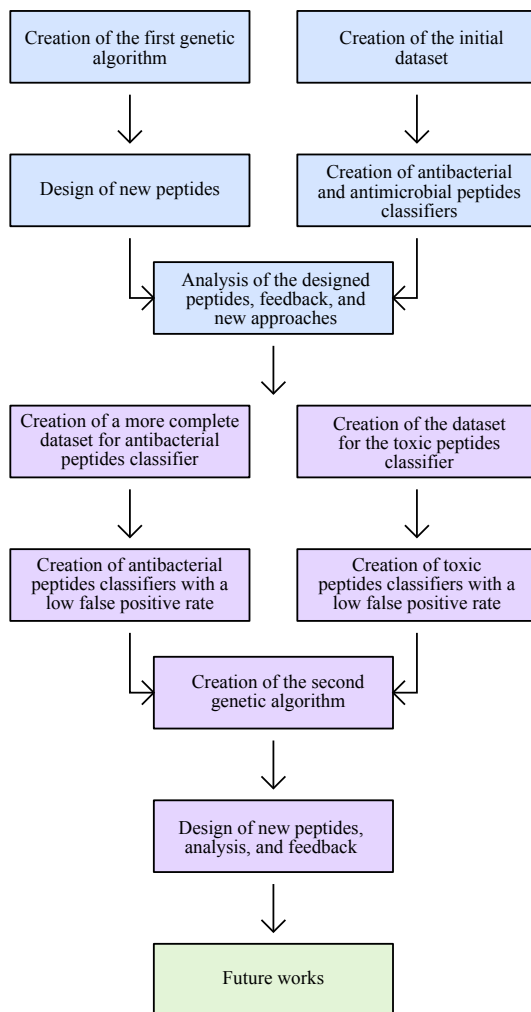 Creation of the first genetic
algorithm
Creation of the initial
dataset
Design of new peptides
Creation of antibacterial
and antimicrobial peptides
classifiers
Analysis of the designed
peptides, feedback, and
new approaches
Creation of a more complete
dataset for antibacterial
peptides classifier
Creation of the dataset
for the toxic peptides
classifier
Creation of antibacterial
peptides classifiers with a
low false positive rate
Creation of toxic
peptides classifiers with a
low false positive rate
Creation of the second
genetic algorithm
Design of new peptides,
analysis, and feedback
Future works